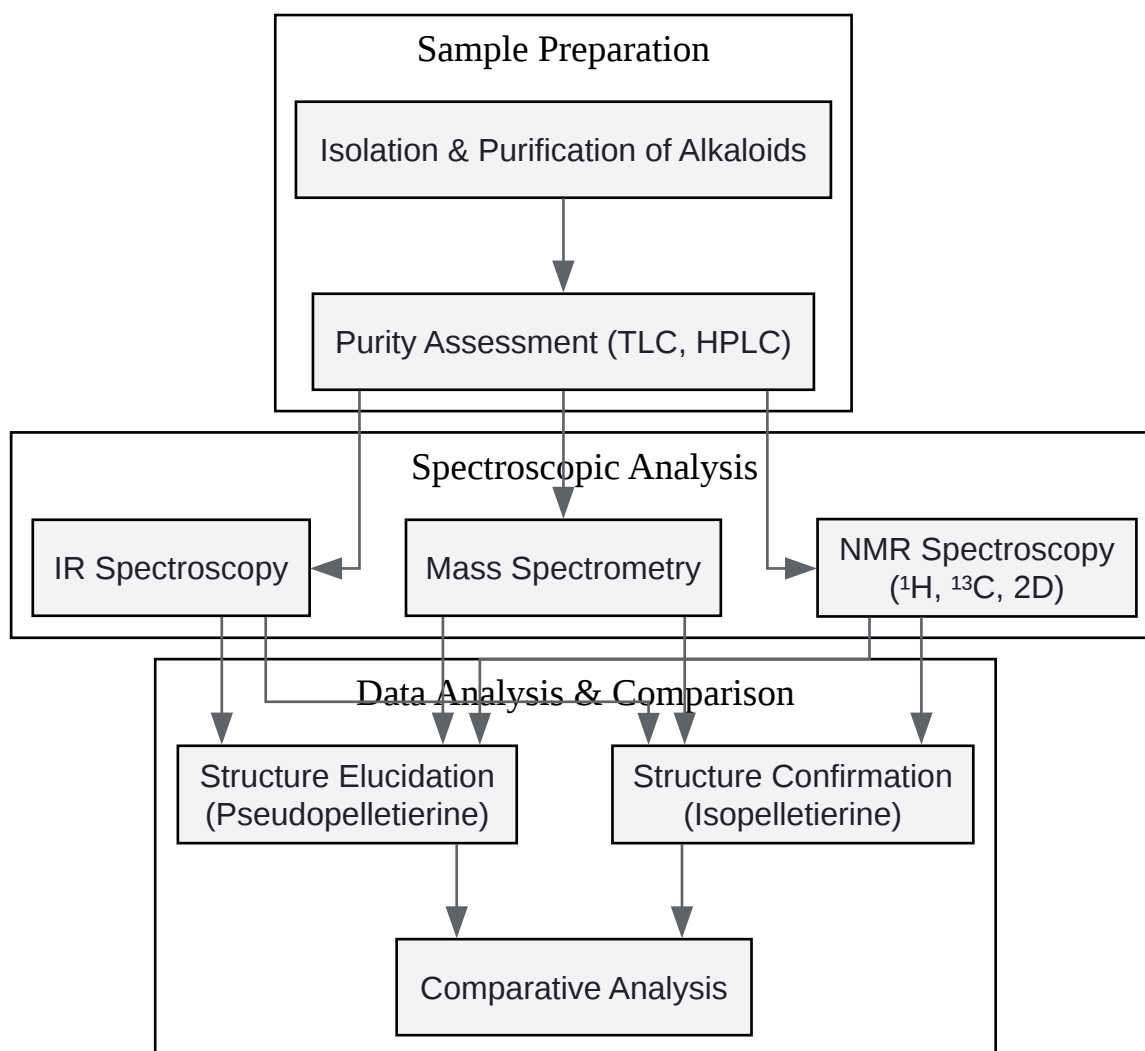 Sample Preparation
Isolation & Purification of Alkaloids
Purity Assessment (TLC, HPLC)
Spectroscopic Analysis
IR Spectroscopy
Mass Spectrometry
NMR Spectroscopy
(¹H, ¹³C, 2D)
Data Analysis & Comparison
Structure Elucidation
(Pseudopelletierine)
Structure Confirmation
(Isopelletierine)
Comparative Analysis